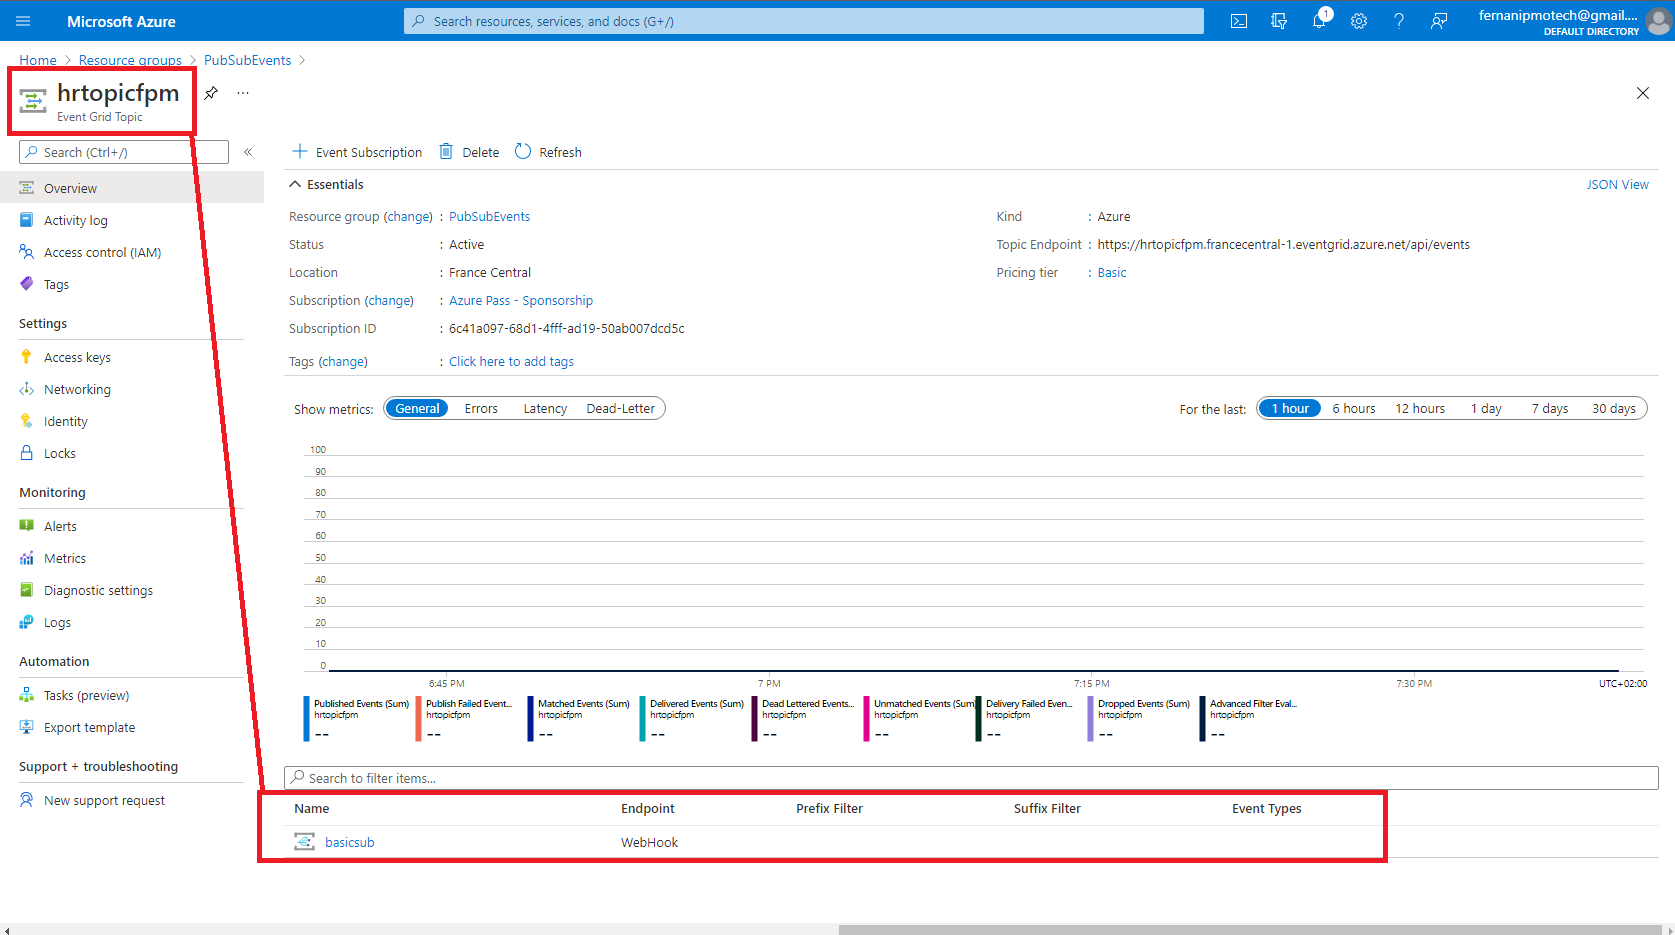 Microsoft Azure
Search resources, services, and docs (G+/)
1
fernanipmotech@gmail....
DEFAULT DIRECTORY
Home > Resource groups > PubSubEvents >
hrtopicfpm
...
Event Grid Topic
Search (Ctrl+/)
«
Overview
Activity log
Access control (IAM)
Tags
Settings
Access keys
Networking
Identity
Locks
Monitoring
Alerts
Metrics
Diagnostic settings
Logs
Automation
Tasks (preview)
Export template
Support + troubleshooting
New support request
Event Subscription
Delete
Refresh
Essentials
JSON View
Resource group (change) : PubSubEvents
Status : Active
Location : France Central
Subscription (change) : Azure Pass - Sponsorship
Subscription ID : 6c41a097-68d1-4fff-ad19-50ab007dcd5c
Tags (change) : Click here to add tags
Kind : Azure
Topic Endpoint : https://hrtopicfpm.francecentral-1.eventgrid.azure.net/api/events
Pricing tier : Basic
Show metrics: General Errors Latency Dead-Letter
For the last: 1 hour 6 hours 12 hours 1 day 7 days 30 days
100
90
80
70
60
50
40
30
20
10
0
6:45 PM 7 PM 7:15 PM 7:30 PM UTC+02:00
Published Events (Sum)
hrtopicfpm
--
Publish Failed Event...
hrtopicfpm
--
Matched Events (Sum)
hrtopicfpm
--
Delivered Events (Sum)
hrtopicfpm
--
Dead Lettered Events...
hrtopicfpm
--
Unmatched Events (Sum)
hrtopicfpm
--
Delivery Failed Even...
hrtopicfpm
--
Dropped Events (Sum)
hrtopicfpm
--
Advanced Filter Eval...
hrtopicfpm
--
Search to filter items...
Name Endpoint Prefix Filter Suffix Filter Event Types
basicsub WebHook